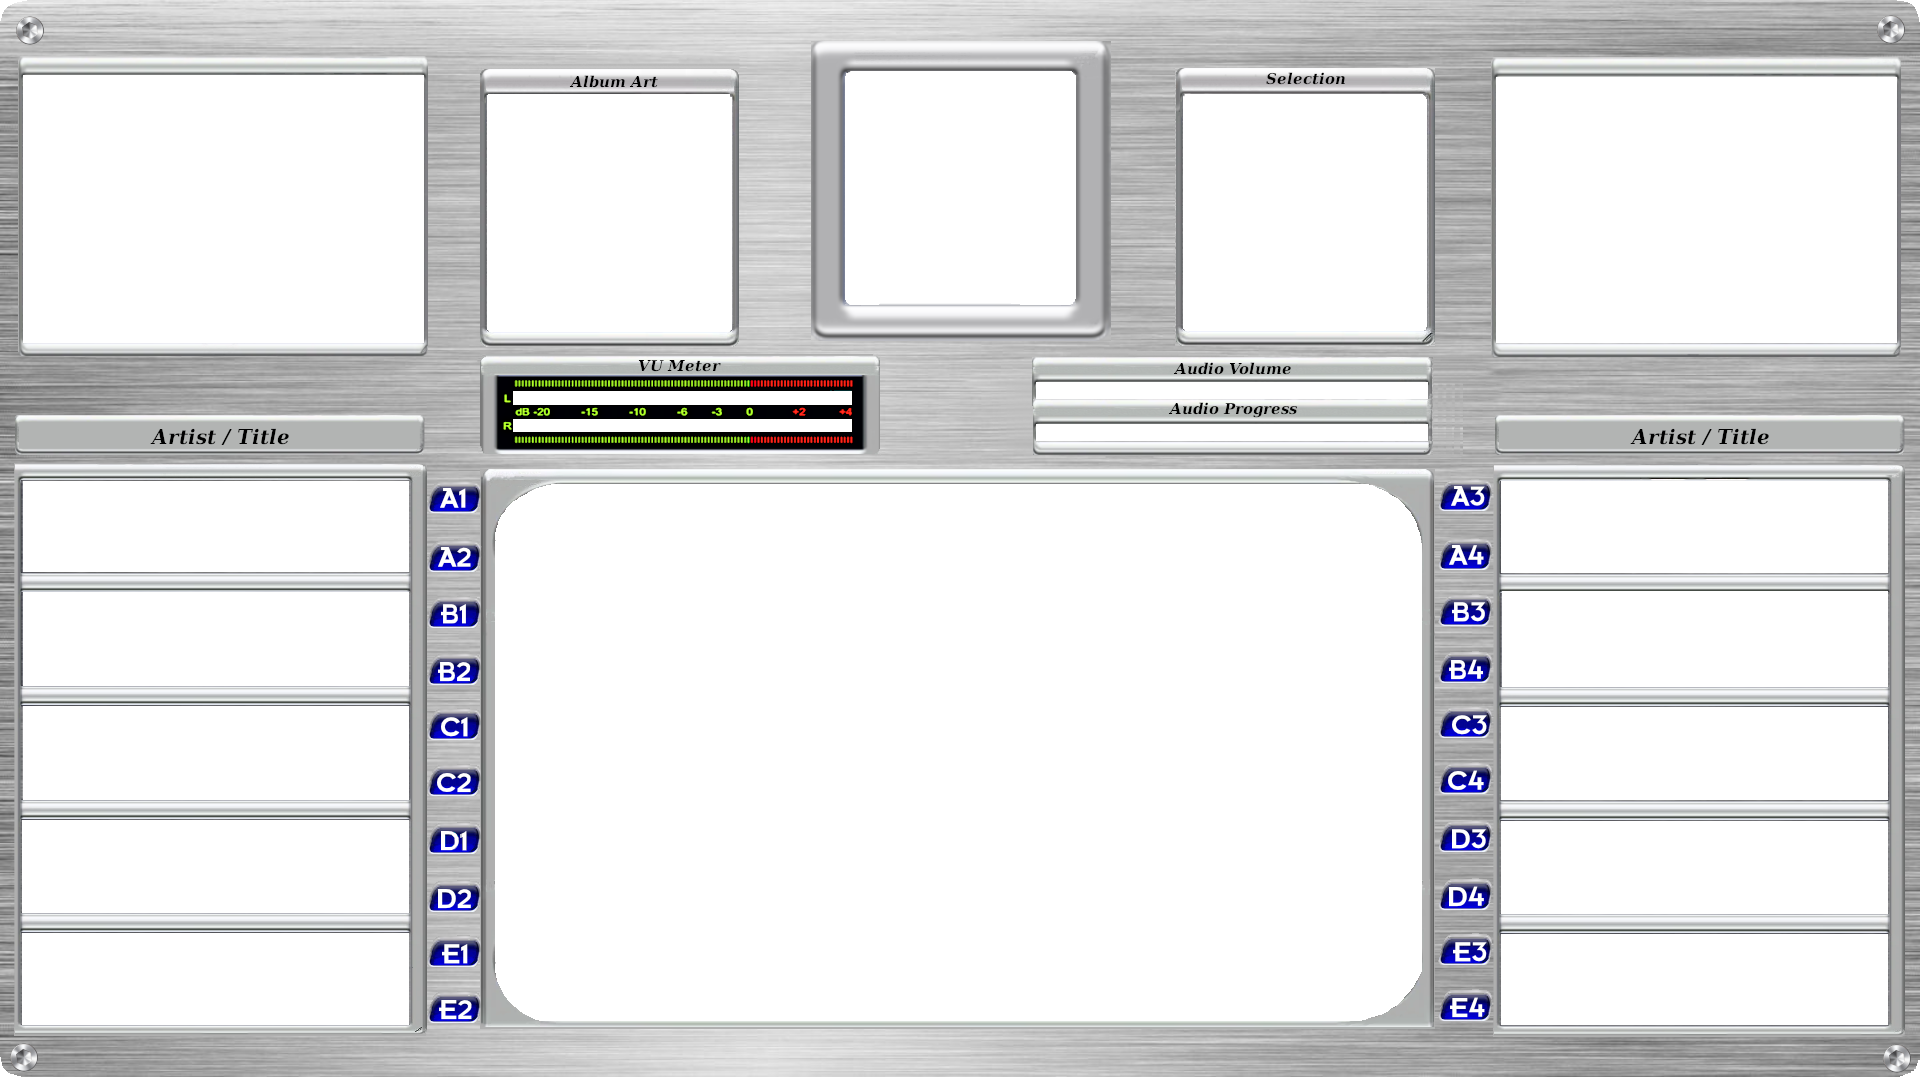 Album Art
Selection
VU Meter
L
dB -20 -15 -10 -6 -3 0 +2 +4
R
Audio Volume
Audio Progress
Artist / Title
Artist / Title
A1
A2
B1
B2
C1
C2
D1
D2
E1
E2
A3
A4
B3
B4
C3
C4
D3
D4
E3
E4